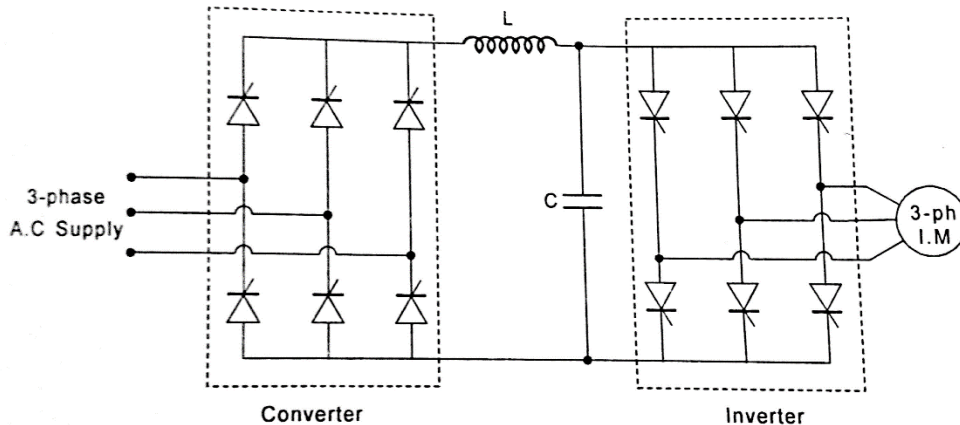 L
3-phase
A.C Supply
C
3-ph
I.M
Converter
Inverter